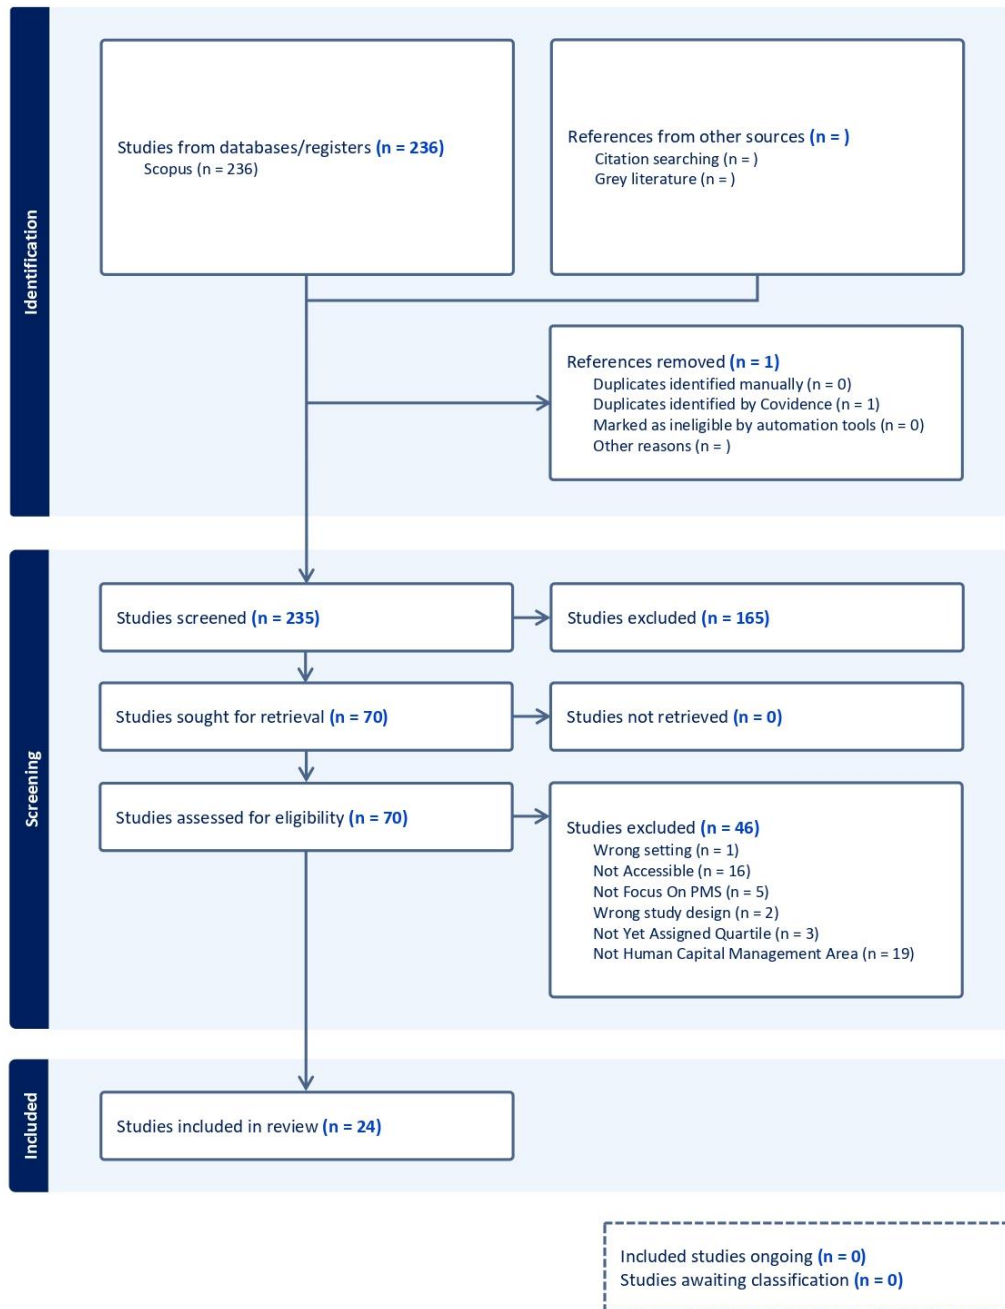 Identification
Studies from databases/registers (n = 236)
Scopus (n = 236)
References from other sources (n = )
Citation searching (n = )
Grey literature (n = )
References removed (n = 1)
Duplicates identified manually (n = 0)
Duplicates identified by Covidence (n = 1)
Marked as ineligible by automation tools (n = 0)
Other reasons (n = )
Screening
Studies screened (n = 235)
Studies excluded (n = 165)
Studies sought for retrieval (n = 70)
Studies not retrieved (n = 0)
Studies assessed for eligibility (n = 70)
Studies excluded (n = 46)
Wrong setting (n = 1)
Not Accessible (n = 16)
Not Focus On PMS (n = 5)
Wrong study design (n = 2)
Not Yet Assigned Quartile (n = 3)
Not Human Capital Management Area (n = 19)
Included
Studies included in review (n = 24)
Included studies ongoing (n = 0)
Studies awaiting classification (n = 0)